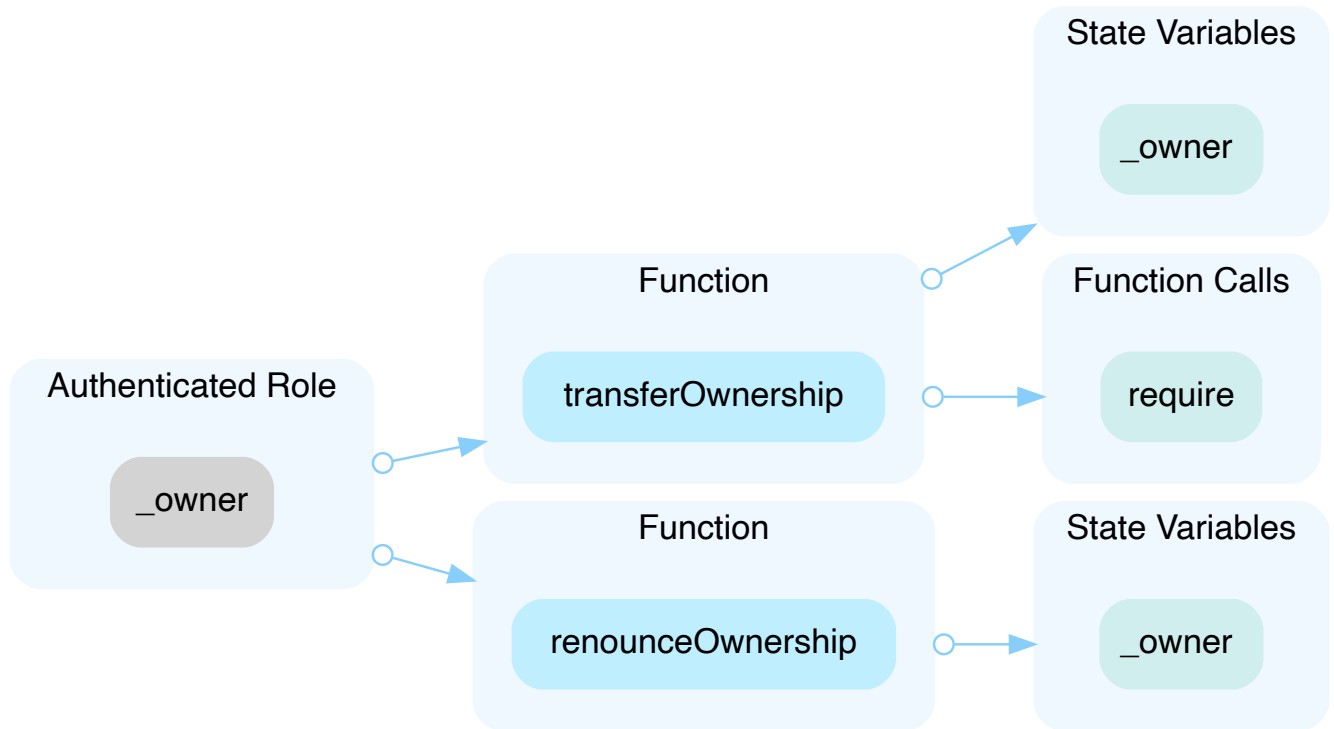 State Variables
_owner
Function
Function Calls
transferOwnership
require
Authenticated Role
_owner
Function
State Variables
renounceOwnership
_owner